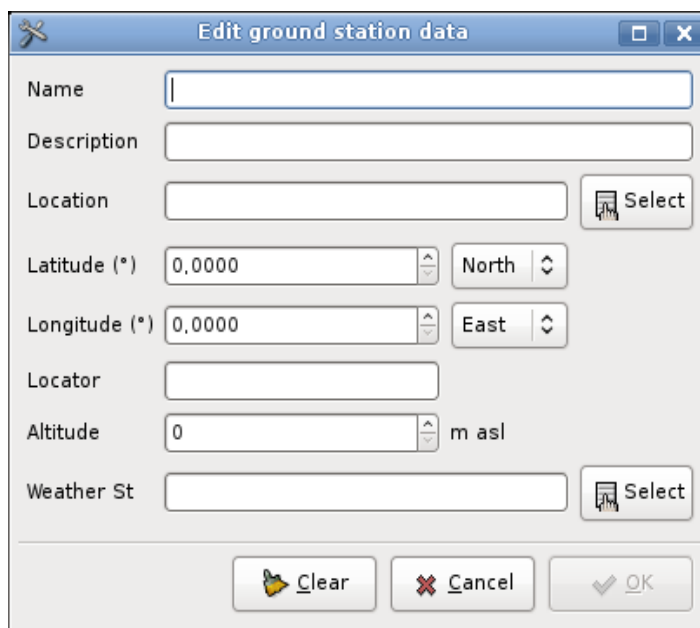 Edit ground station data
Name
Description
Location Select
Latitude (°) 0,0000 North
Longitude (°) 0,0000 East
Locator
Altitude 0 m asl
Weather St Select
Clear Cancel OK